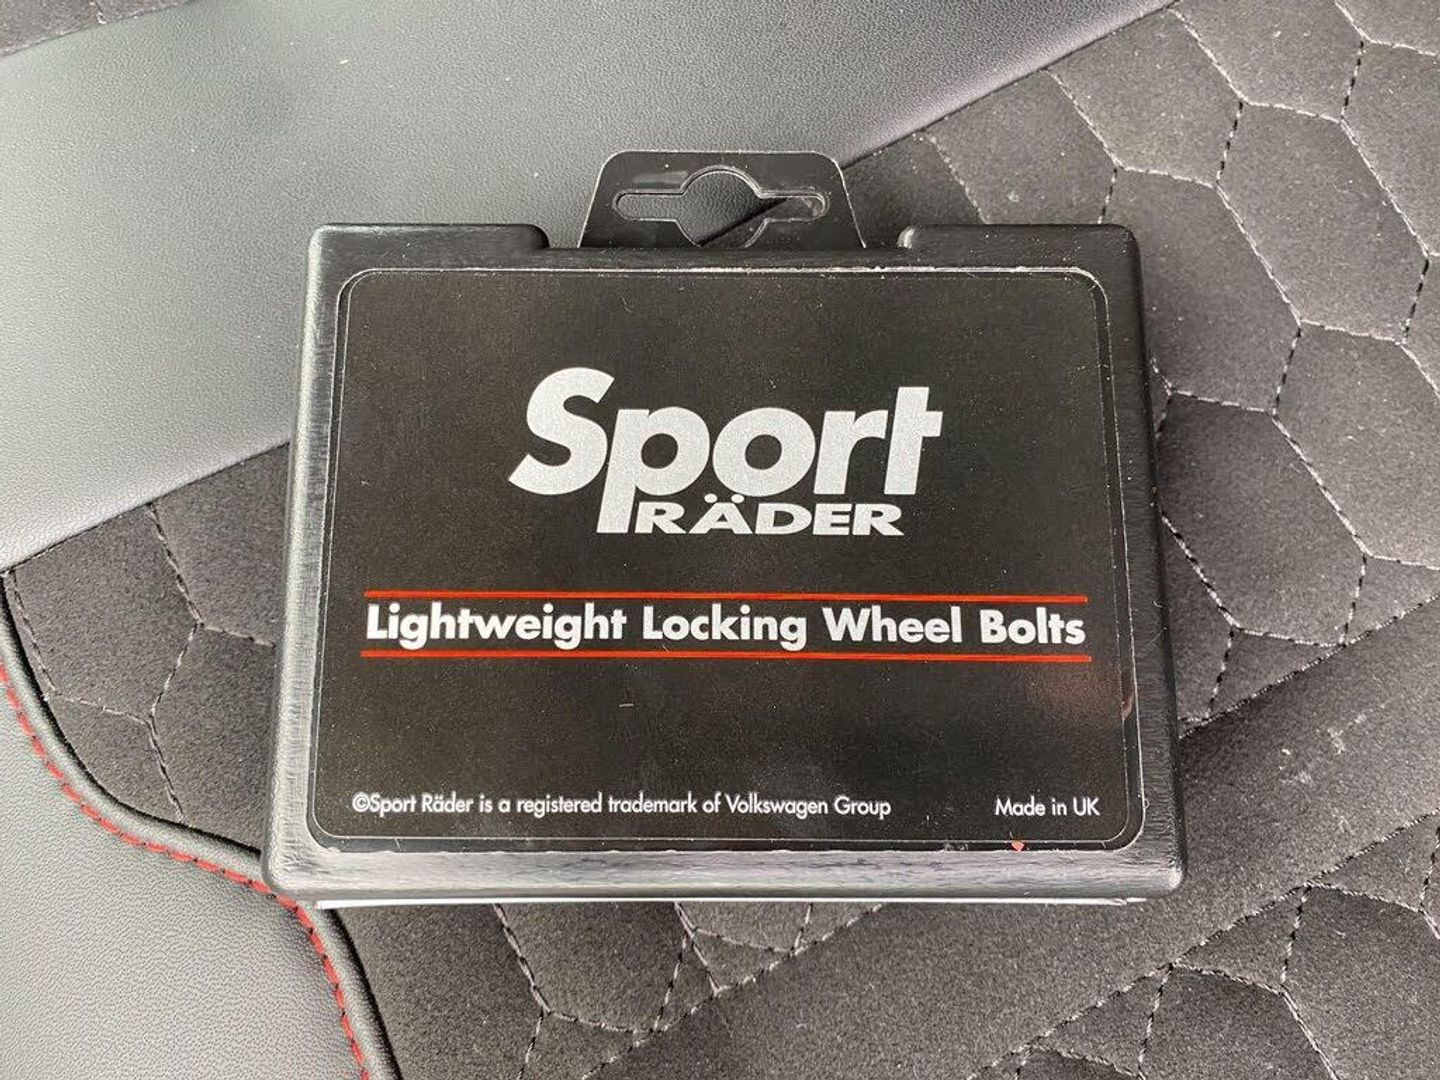 Sport
RÄDER
Lightweight Locking Wheel Bolts
©Sport Räder is a registered trademark of Volkswagen Group
Made in UK